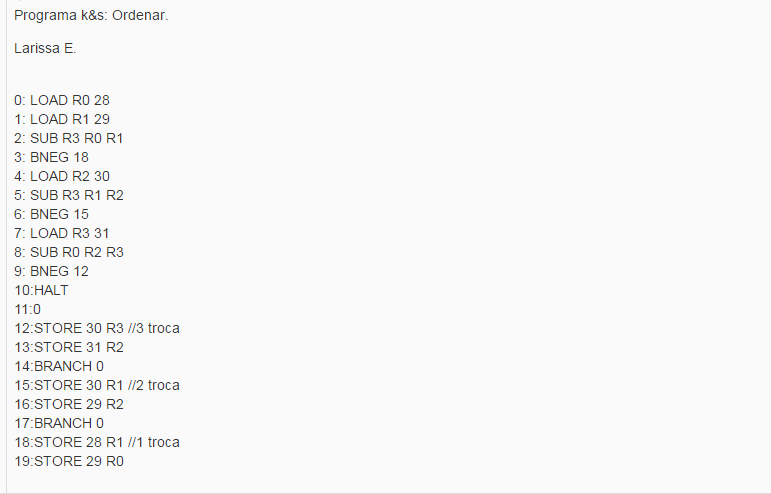 Programa k&s: Ordenar.
Larissa E.
0: LOAD R0 28
1: LOAD R1 29
2: SUB R3 R0 R1
3: BNEG 18
4: LOAD R2 30
5: SUB R3 R1 R2
6: BNEG 15
7: LOAD R3 31
8: SUB R0 R2 R3
9: BNEG 12
10:HALT
11:0
12:STORE 30 R3 //3 troca
13:STORE 31 R2
14:BRANCH 0
15:STORE 30 R1 //2 troca
16:STORE 29 R2
17:BRANCH 0
18:STORE 28 R1 //1 troca
19:STORE 29 R0